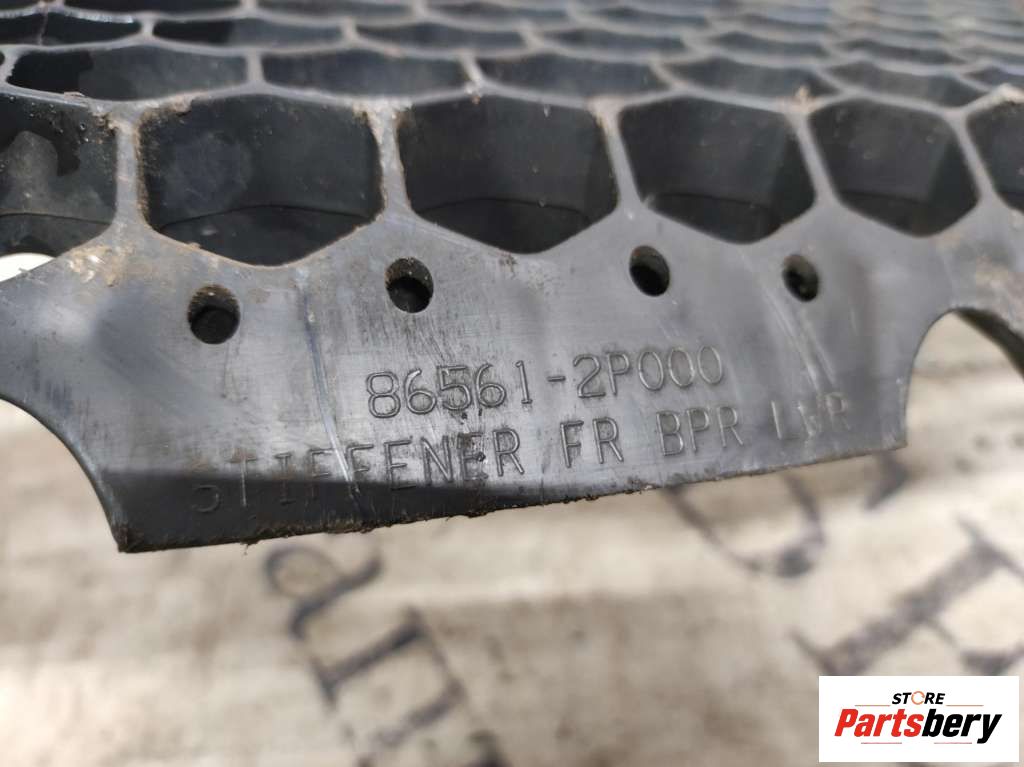 86561-2P000
STIFFENER FR BPR LWR
STORE
Partsbery